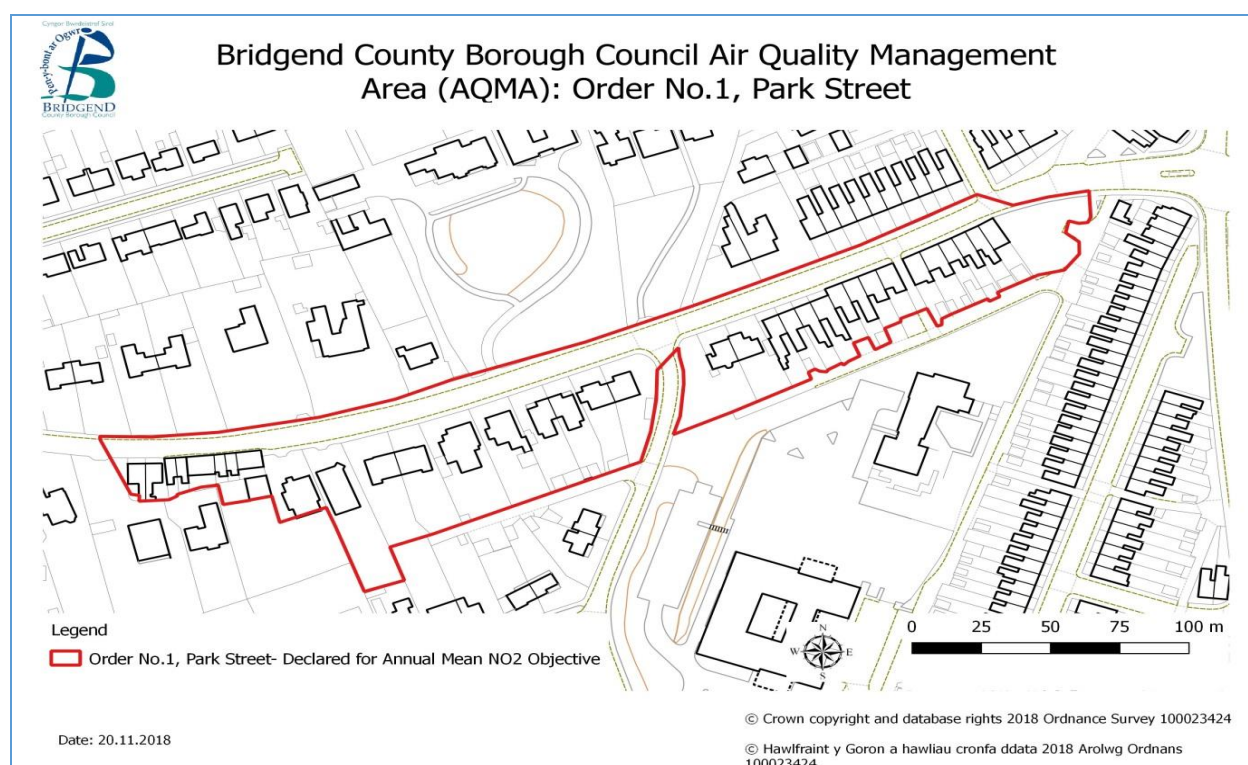 Cyngor Bwrdeistref Sirol
Pen-y-bont ar Ogwr
BRIDGEND
County Borough Council
Bridgend County Borough Council Air Quality Management
Area (AQMA): Order No.1, Park Street
Legend
Order No.1, Park Street- Declared for Annual Mean NO2 Objective
N
W E
S
0 25 50 75 100 m
Date: 20.11.2018
© Crown copyright and database rights 2018 Ordnance Survey 100023424
© Hawlfraint y Goron a hawliau cronfa ddata 2018 Arolwg Ordnans
100023424